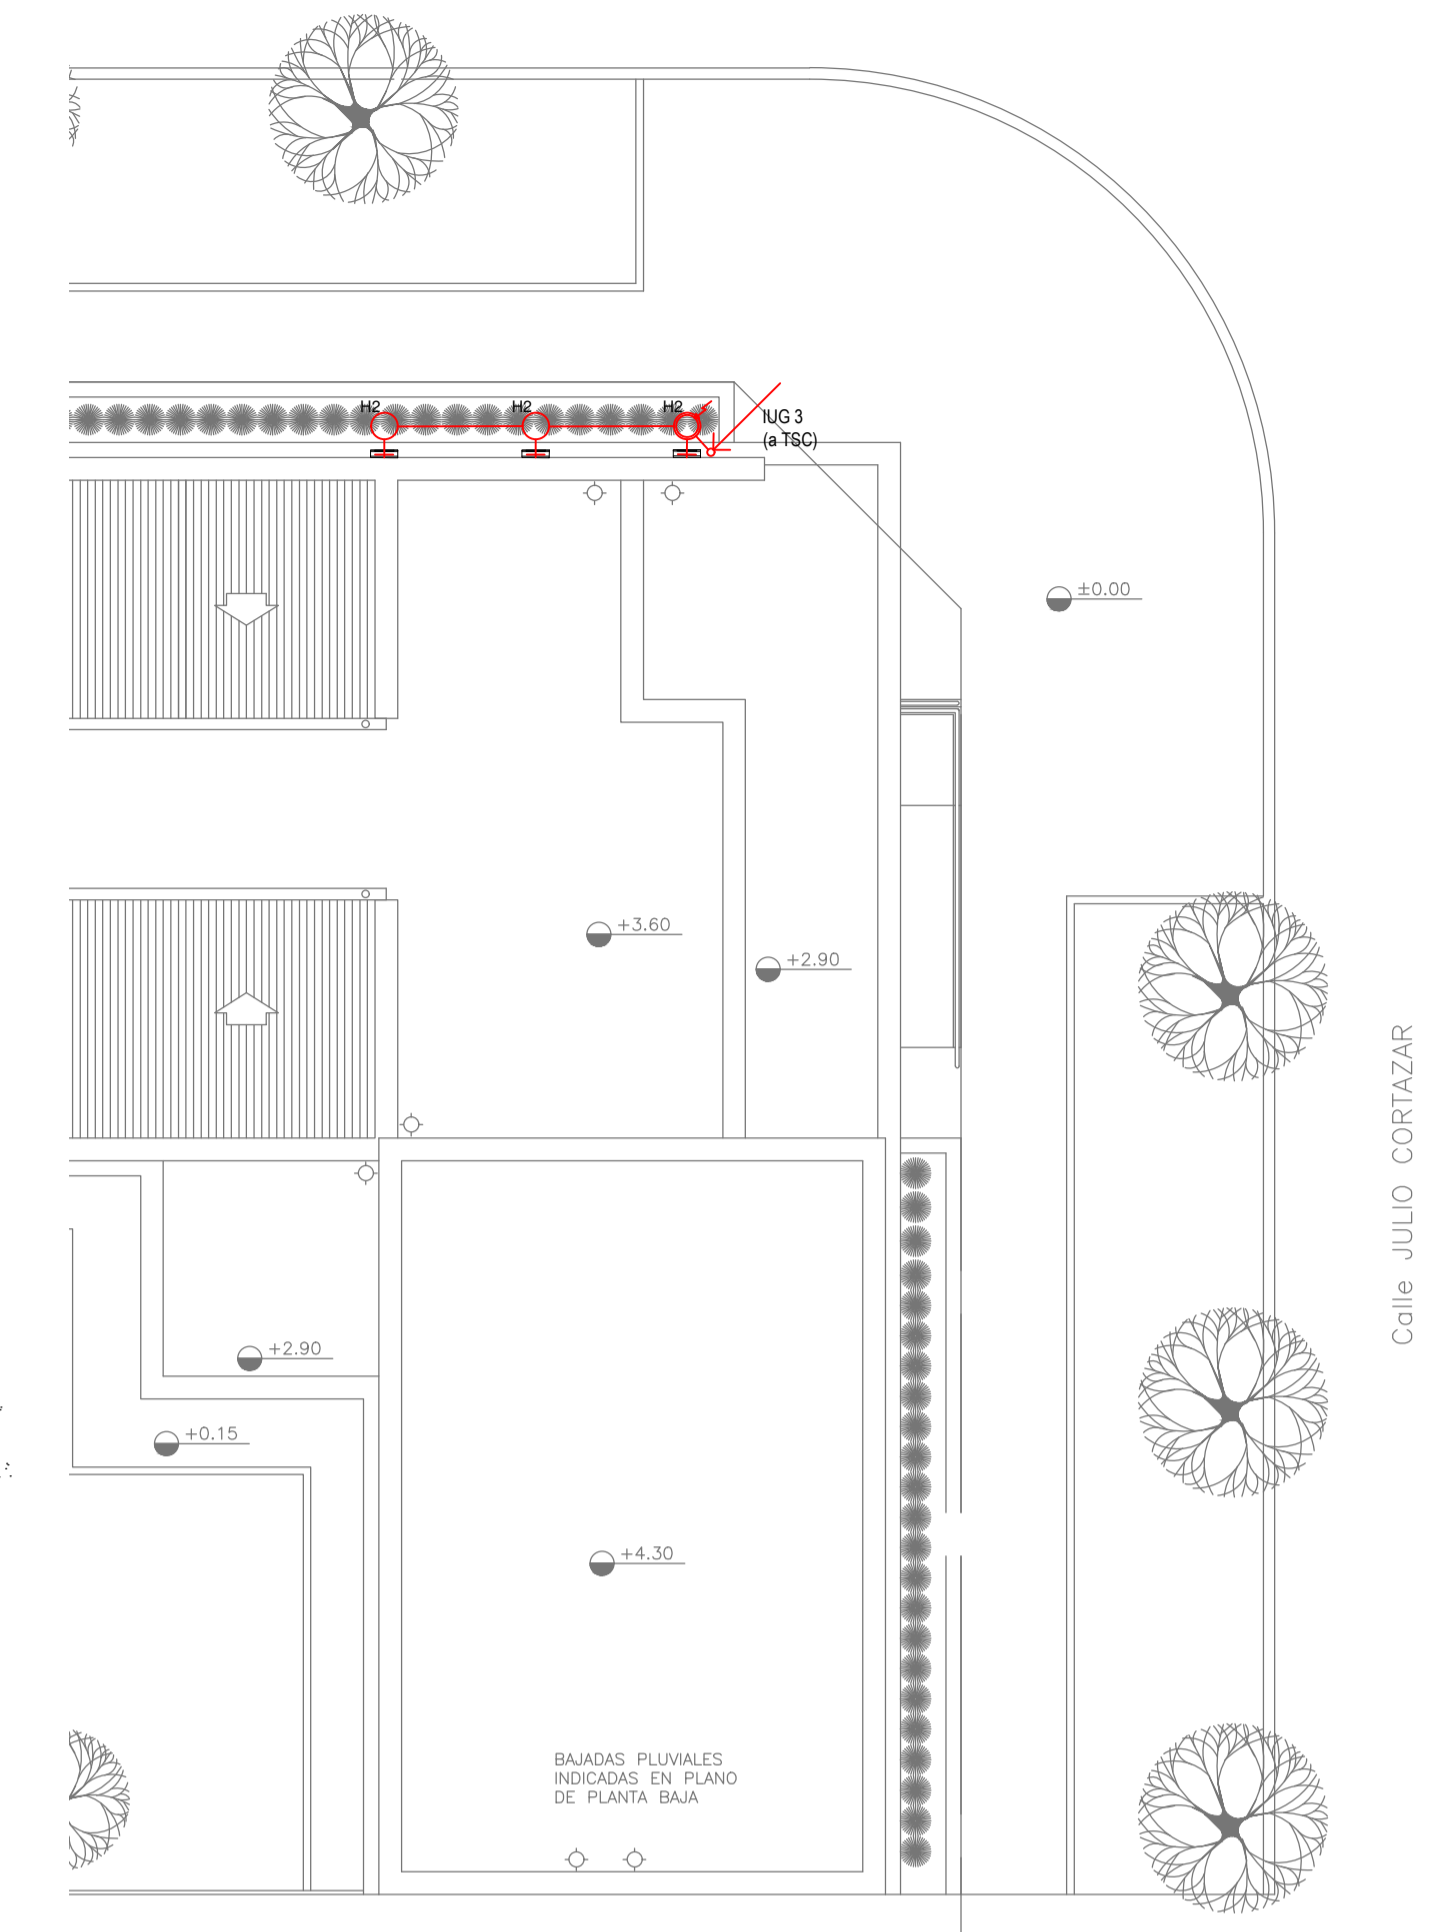 H2
H2
H2
IUG 3
(a TSC)
±0.00
+3.60
+2.90
Calle JULIO CORTAZAR
+2.90
+0.15
+4.30
BAJADAS PLUVIALES
INDICADAS EN PLANO
DE PLANTA BAJA